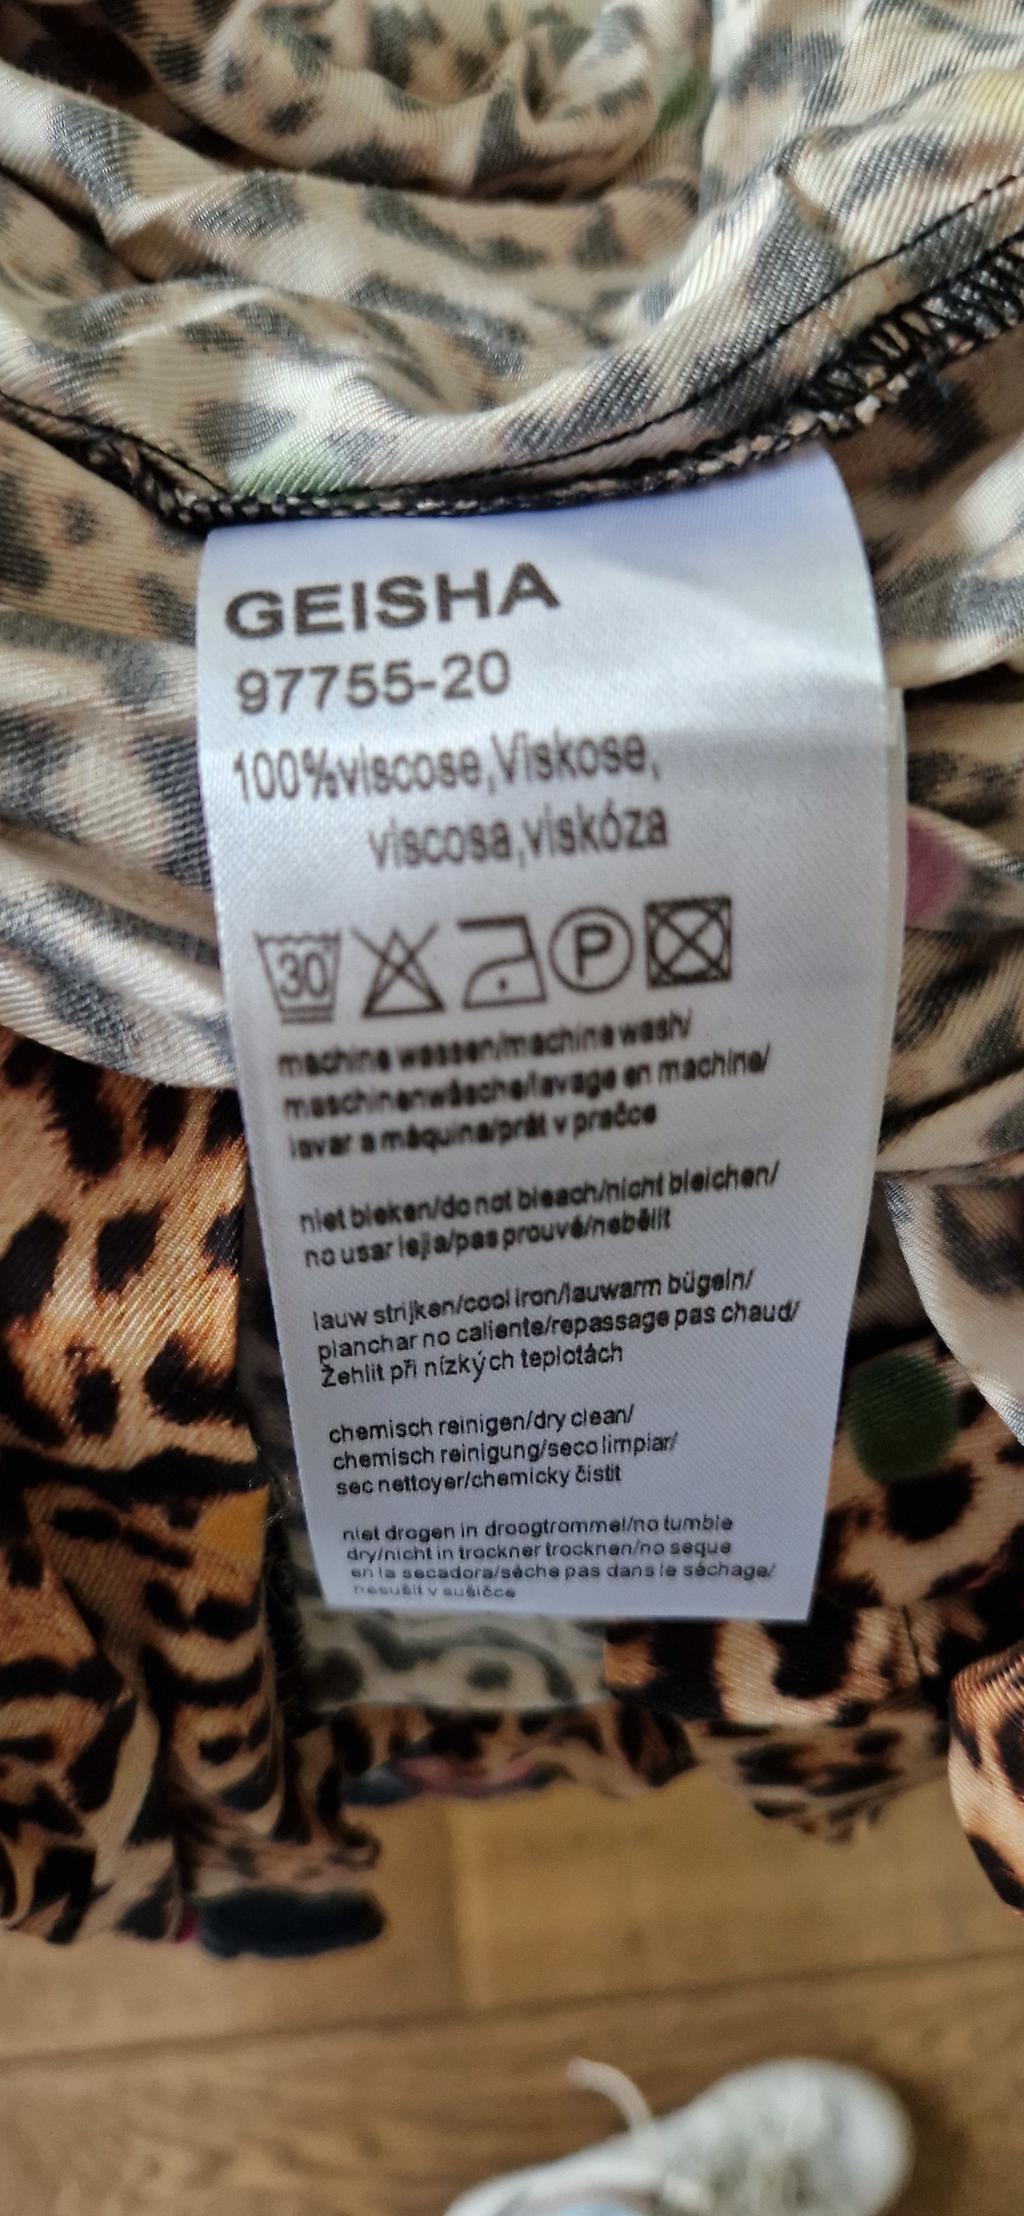 GEISHA
97755-20
100%viscose,Viskose,
viscosa,viskóza
30 P
machine wassen/machine wash/
maschinenwäsche/lavage en machine/
lavar a máquina/prát v pračce
niet bleken/do not bleach/nicht bleichen/
no usar lejia/pas prouvé/nebělit
lauw strijken/cool iron/lauwarm bügeln/
planchar no caliente/repassage pas chaud/
Žehlit při nízkých teplotách
chemisch reinigen/dry clean/
chemisch reinigung/seco limpiar/
sec nettoyer/chemicky čistit
niet drogen in droogtrommel/no tumble
dry/nicht in trockner trocknen/no seque
en la secadora/séche pas dans le séchage/
nesušit v sušičce